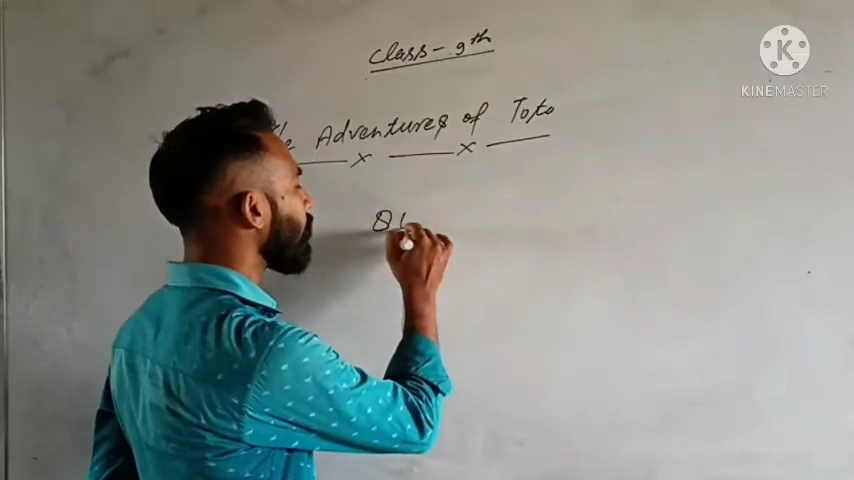 Class - 9th
Adventures of Toto
Q
K
KINEMASTER